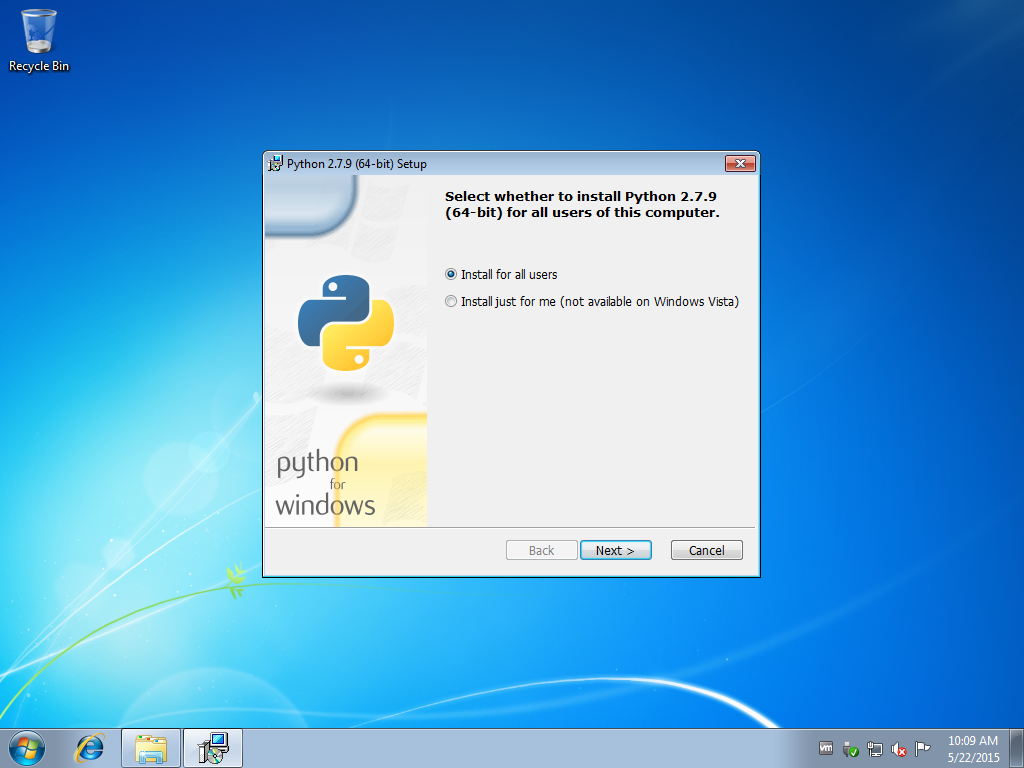 Recycle Bin
Python 2.7.9 (64-bit) Setup
Select whether to install Python 2.7.9
(64-bit) for all users of this computer.
Install for all users
Install just for me (not available on Windows Vista)
python
for
windows
Back
Next >
Cancel
vm
10:09 AM
5/22/2015